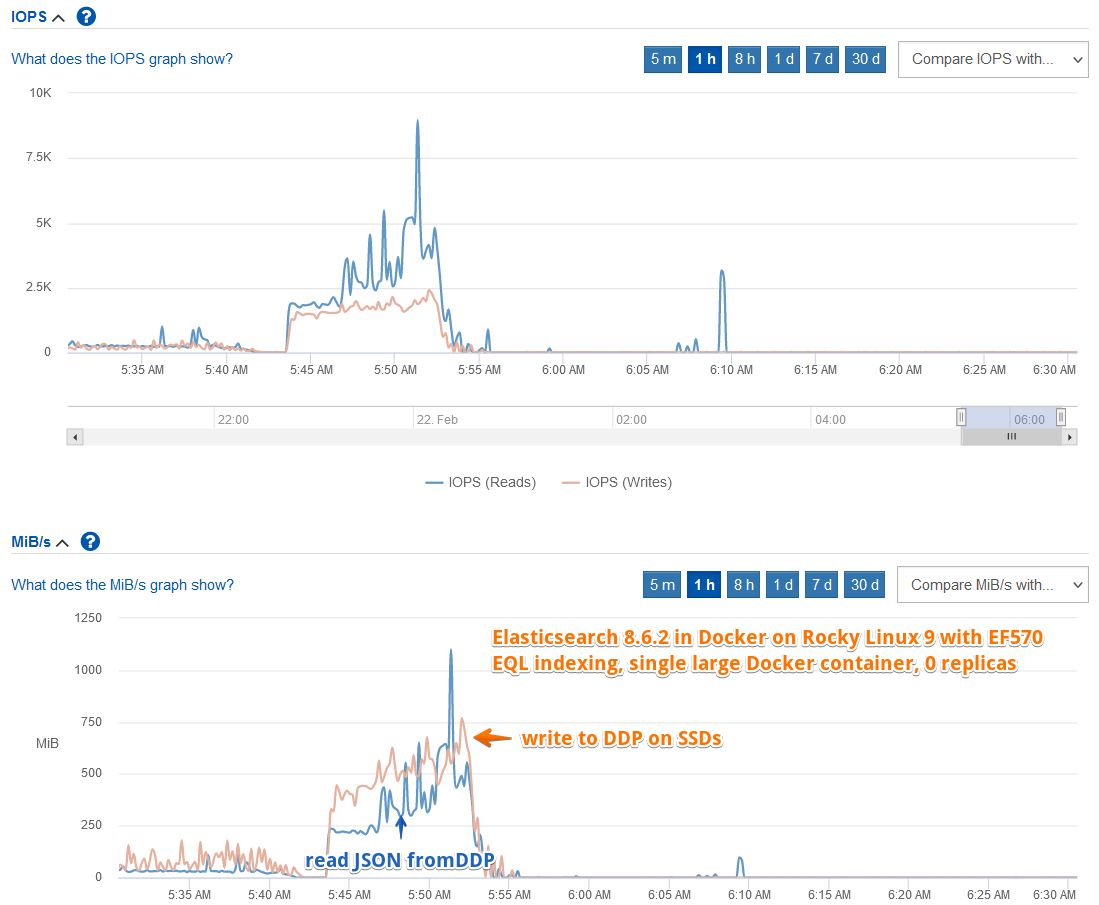 IOPS ?
What does the IOPS graph show?
5 m 1 h 8 h 1 d 7 d 30 d Compare IOPS with...
10K
7.5K
5K
2.5K
0
5:35 AM 5:40 AM 5:45 AM 5:50 AM 5:55 AM 6:00 AM 6:05 AM 6:10 AM 6:15 AM 6:20 AM 6:25 AM 6:30 AM
22:00 22. Feb 02:00 04:00 06:00
IOPS (Reads) IOPS (Writes)
MiB/s ?
What does the MiB/s graph show?
5 m 1 h 8 h 1 d 7 d 30 d Compare MiB/s with...
1250
Elasticsearch 8.6.2 in Docker on Rocky Linux 9 with EF570
EQL indexing, single large Docker container, 0 replicas
1000
750
write to DDP on SSDs
MiB
500
250
read JSON fromDDP
0
5:35 AM 5:40 AM 5:45 AM 5:50 AM 5:55 AM 6:00 AM 6:05 AM 6:10 AM 6:15 AM 6:20 AM 6:25 AM 6:30 AM